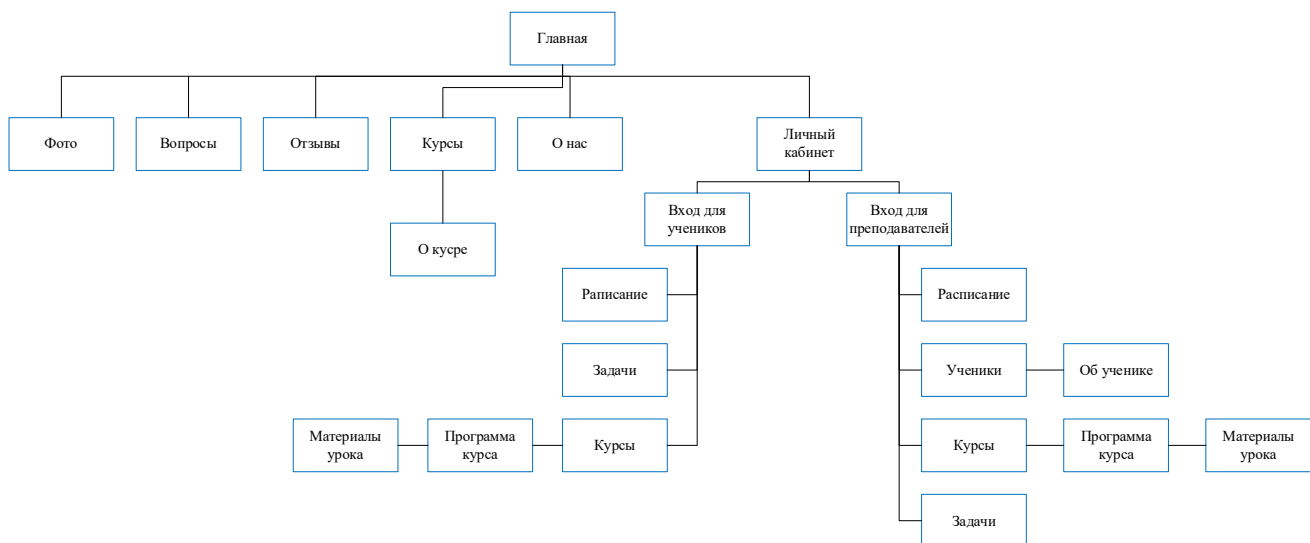 Главная
Фото
Вопросы
Отзывы
Курсы
О нас
Личный
кабинет
Вход для
учеников
Вход для
преподавателей
О кусре
Раписание
Расписание
Задачи
Ученики
Об ученике
Материалы
урока
Программа
курса
Курсы
Курсы
Программа
курса
Материалы
урока
Задачи